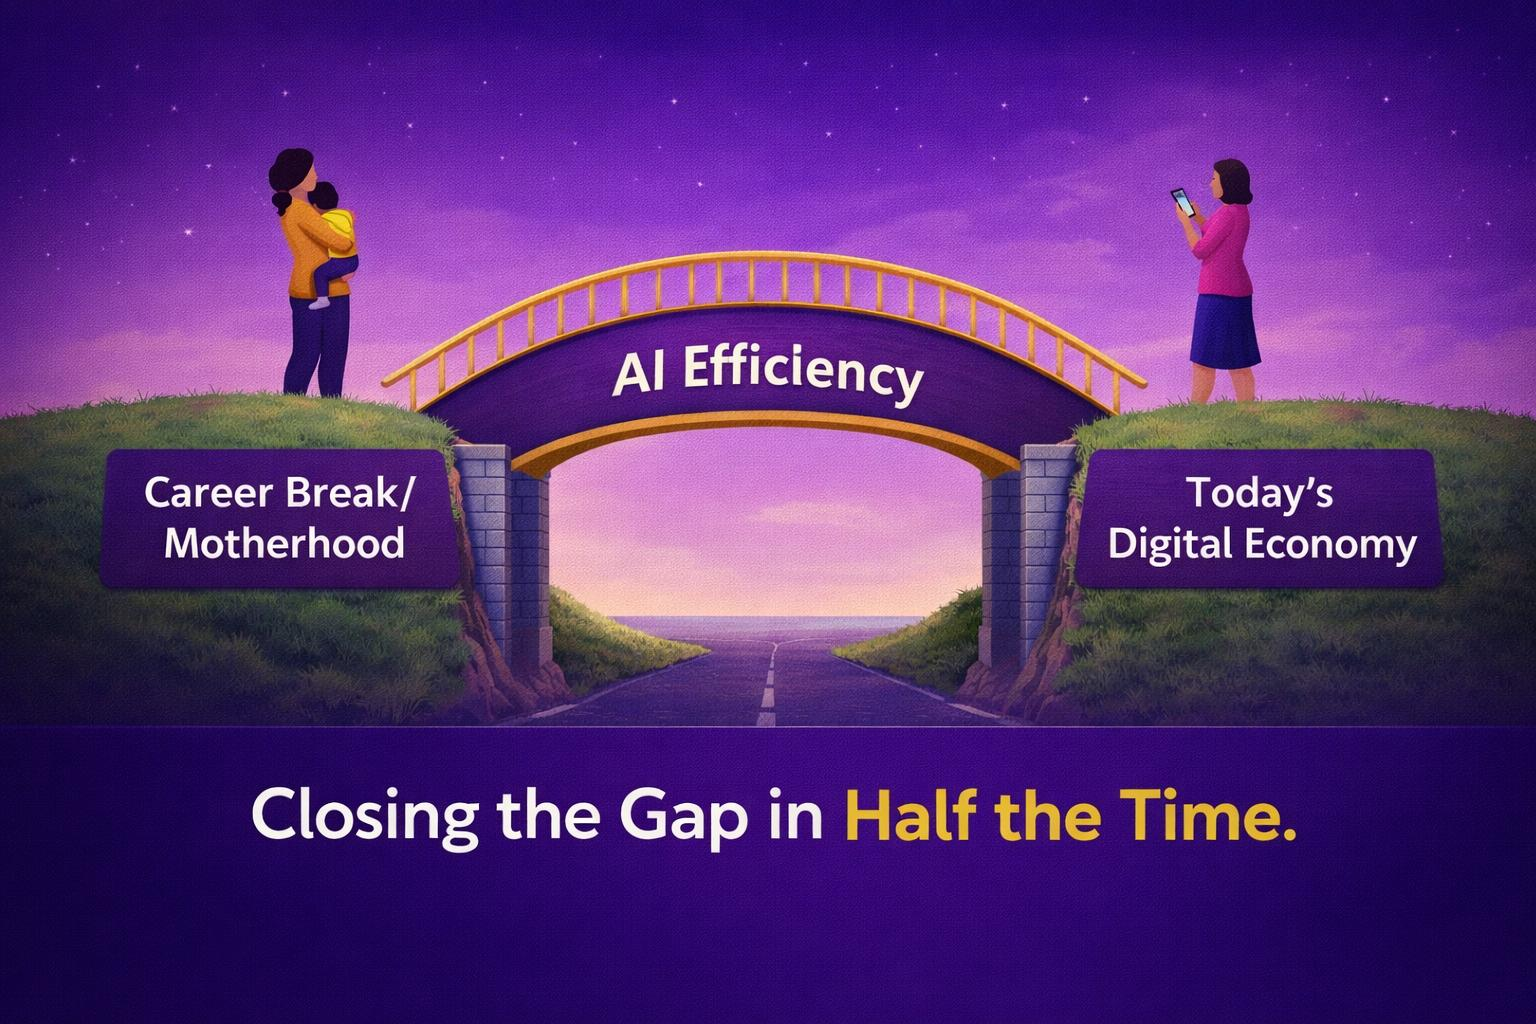 AI Efficiency
Career Break/
Motherhood
Today’s
Digital Economy
Closing the Gap in Half the Time.